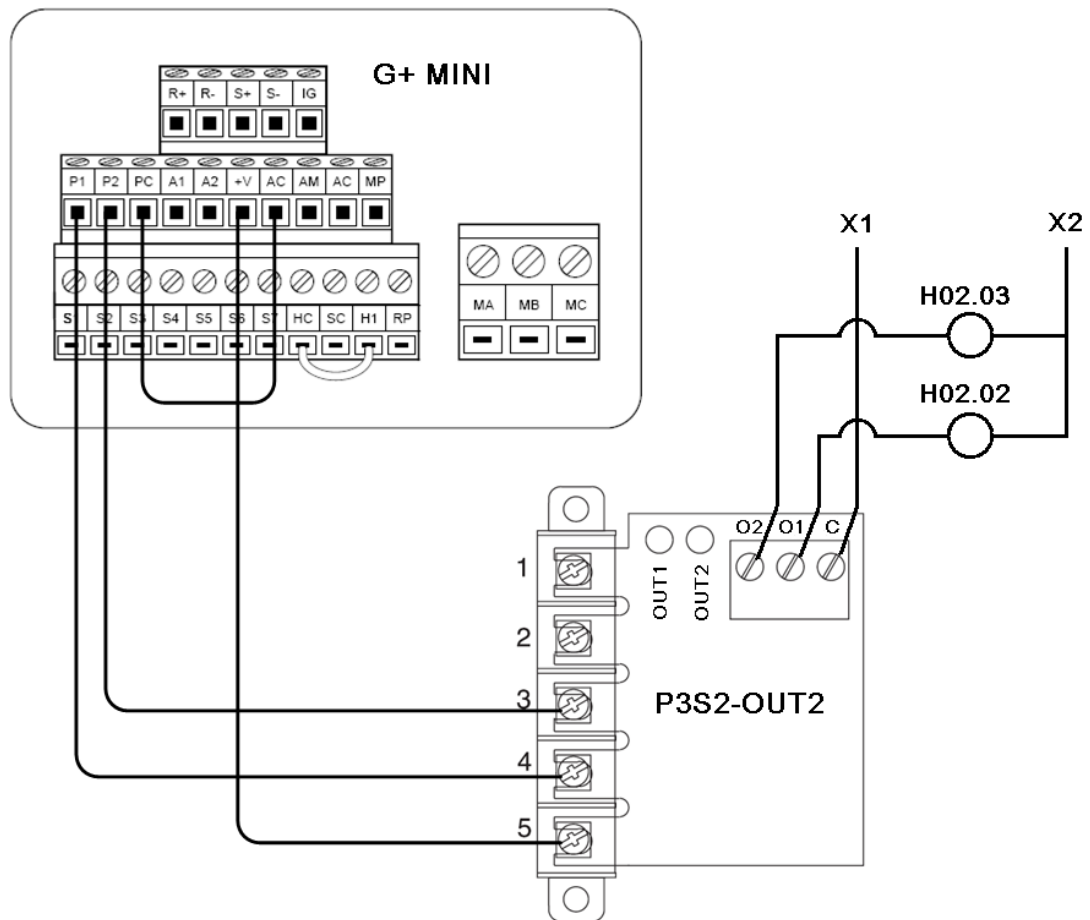 G+ MINI
R+ R- S+ S- IG
P1 P2 PC A1 A2 +V AC AM AC MP
S1 S2 S3 S4 S5 S6 S7 HC SC H1 RP
MA MB MC
X1 X2
H02.03
H02.02
O2 O1 C
OUT1
OUT2
1
2
3
4
5
P3S2-OUT2